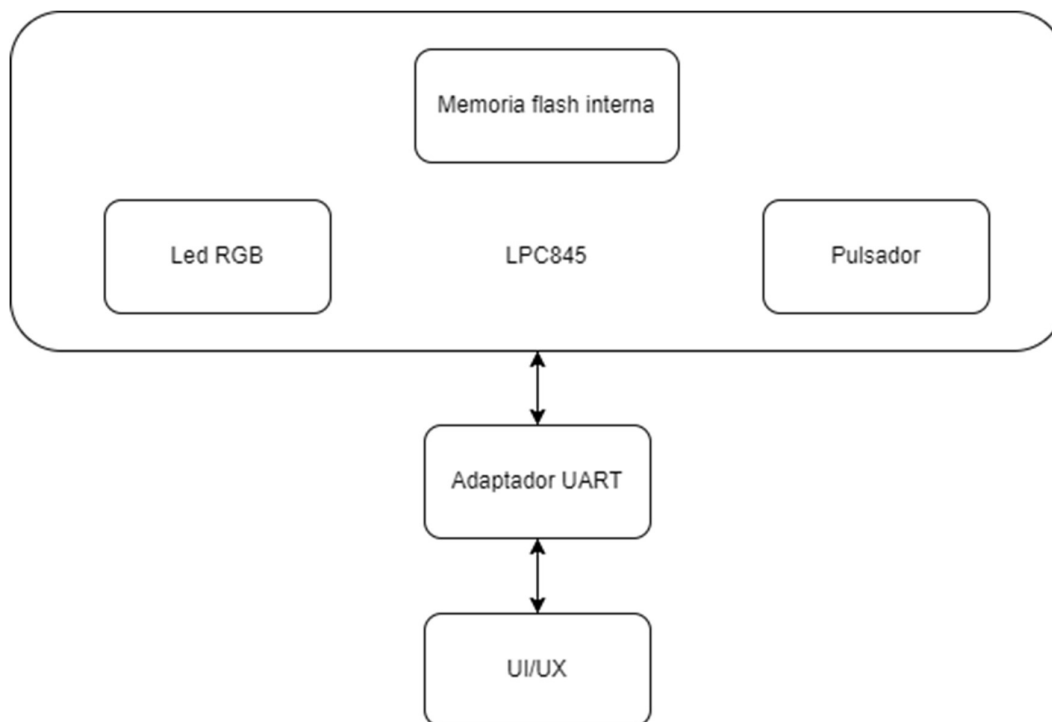 Memoria flash interna
Led RGB
LPC845
Pulsador
Adaptador UART
UI/UX